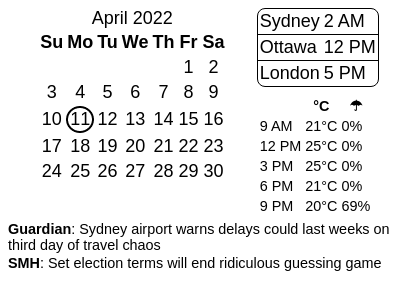 April 2022
Su Mo Tu We Th Fr Sa
1 2
3 4 5 6 7 8 9
10 11 12 13 14 15 16
17 18 19 20 21 22 23
24 25 26 27 28 29 30
Sydney 2 AM
Ottawa 12 PM
London 5 PM
°C ☂
9 AM 21°C 0%
12 PM 25°C 0%
3 PM 25°C 0%
6 PM 21°C 0%
9 PM 20°C 69%
Guardian: Sydney airport warns delays could last weeks on
third day of travel chaos
SMH: Set election terms will end ridiculous guessing game